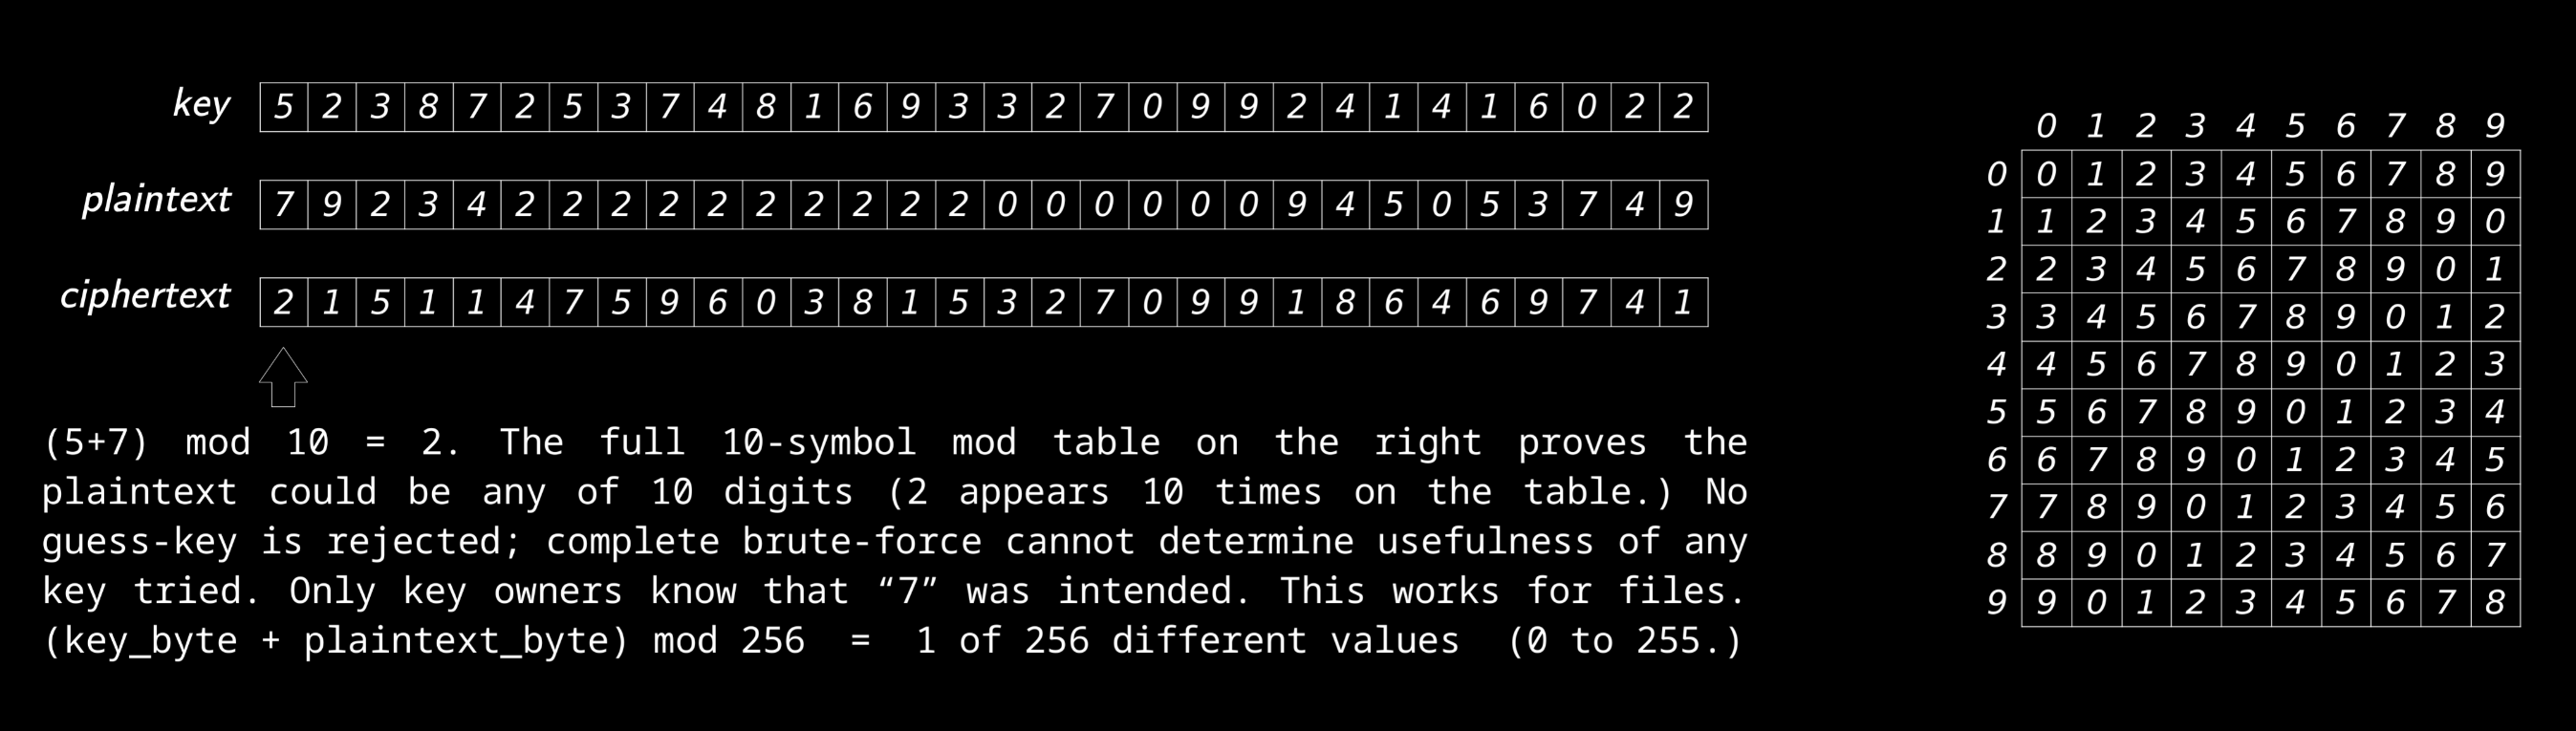 key 5 2 3 8 7 2 5 3 7 4 8 1 6 9 3 3 2 7 0 9 9 2 4 1 4 1 6 0 2 2
plaintext 7 9 2 3 4 2 2 2 2 2 2 2 2 2 2 0 0 0 0 0 0 9 4 5 0 5 3 7 4 9
ciphertext 2 1 5 1 1 4 7 5 9 6 0 3 8 1 5 3 2 7 0 9 9 1 8 6 4 6 9 7 4 1
(5+7) mod 10 = 2. The full 10-symbol mod table on the right proves the
plaintext could be any of 10 digits (2 appears 10 times on the table.) No
guess-key is rejected; complete brute-force cannot determine usefulness of any
key tried. Only key owners know that “7” was intended. This works for files.
(key_byte + plaintext_byte) mod 256 = 1 of 256 different values (0 to 255.)
0 1 2 3 4 5 6 7 8 9
0 0 1 2 3 4 5 6 7 8 9
1 1 2 3 4 5 6 7 8 9 0
2 2 3 4 5 6 7 8 9 0 1
3 3 4 5 6 7 8 9 0 1 2
4 4 5 6 7 8 9 0 1 2 3
5 5 6 7 8 9 0 1 2 3 4
6 6 7 8 9 0 1 2 3 4 5
7 7 8 9 0 1 2 3 4 5 6
8 8 9 0 1 2 3 4 5 6 7
9 9 0 1 2 3 4 5 6 7 8